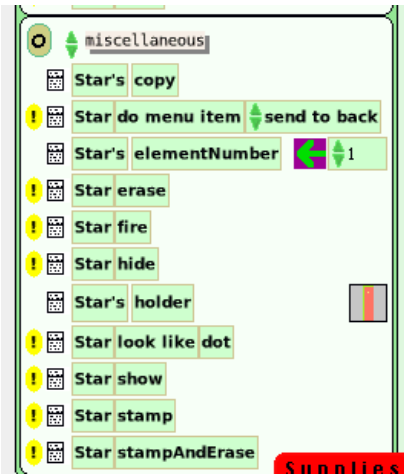 miscellaneous
Star's copy
! Star do menu item send to back
Star's elementNumber 1
! Star erase
! Star fire
! Star hide
Star's holder
! Star look like dot
! Star show
! Star stamp
! Star stampAndErase
Supplies